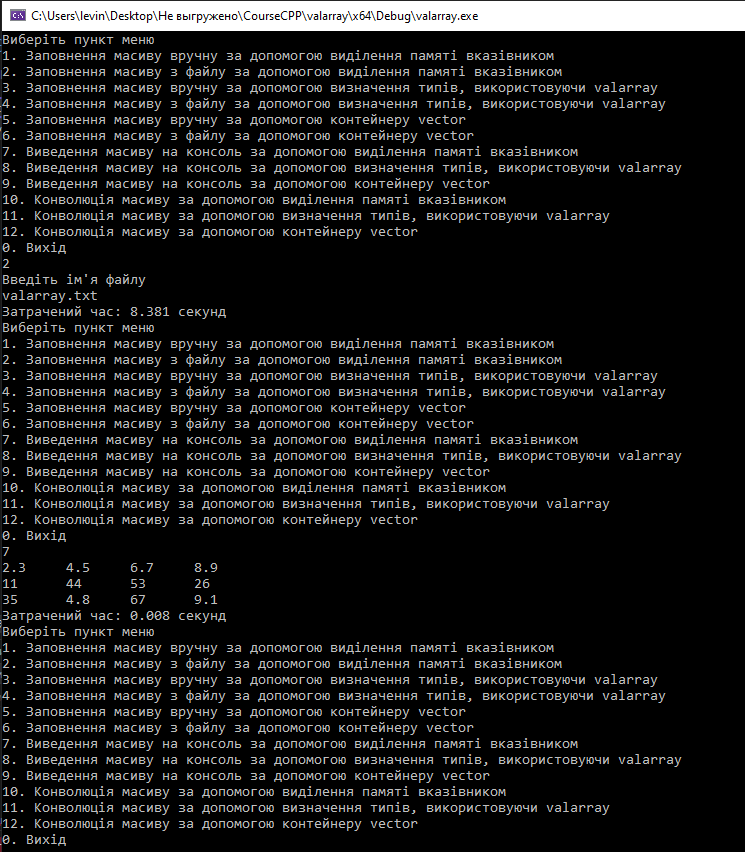 C:\Users\levin\Desktop\Не выгружено\CourseCPP\valarray\x64\Debug\valarray.exe
Виберіть пункт меню
1. Заповнення масиву вручну за допомогою виділення памяті вказівником
2. Заповнення масиву з файлу за допомогою виділення памяті вказівником
3. Заповнення масиву вручну за допомогою визначення типів, використовуючи valarray
4. Заповнення масиву з файлу за допомогою визначення типів, використовуючи valarray
5. Заповнення масиву вручну за допомогою контейнеру vector
6. Заповнення масиву з файлу за допомогою контейнеру vector
7. Виведення масиву на консоль за допомогою виділення памяті вказівником
8. Виведення масиву на консоль за допомогою визначення типів, використовуючи valarray
9. Виведення масиву на консоль за допомогою контейнеру vector
10. Конволюція масиву за допомогою виділення памяті вказівником
11. Конволюція масиву за допомогою визначення типів, використовуючи valarray
12. Конволюція масиву за допомогою контейнеру vector
0. Вихід
2
Введіть ім'я файлу
valarray.txt
Затрачений час: 8.381 секунд
Виберіть пункт меню
1. Заповнення масиву вручну за допомогою виділення памяті вказівником
2. Заповнення масиву з файлу за допомогою виділення памяті вказівником
3. Заповнення масиву вручну за допомогою визначення типів, використовуючи valarray
4. Заповнення масиву з файлу за допомогою визначення типів, використовуючи valarray
5. Заповнення масиву вручну за допомогою контейнеру vector
6. Заповнення масиву з файлу за допомогою контейнеру vector
7. Виведення масиву на консоль за допомогою виділення памяті вказівником
8. Виведення масиву на консоль за допомогою визначення типів, використовуючи valarray
9. Виведення масиву на консоль за допомогою контейнеру vector
10. Конволюція масиву за допомогою виділення памяті вказівником
11. Конволюція масиву за допомогою визначення типів, використовуючи valarray
12. Конволюція масиву за допомогою контейнеру vector
0. Вихід
7
2.3 4.5 6.7 8.9
11 44 53 26
35 4.8 67 9.1
Затрачений час: 0.008 секунд
Виберіть пункт меню
1. Заповнення масиву вручну за допомогою виділення памяті вказівником
2. Заповнення масиву з файлу за допомогою виділення памяті вказівником
3. Заповнення масиву вручну за допомогою визначення типів, використовуючи valarray
4. Заповнення масиву з файлу за допомогою визначення типів, використовуючи valarray
5. Заповнення масиву вручну за допомогою контейнеру vector
6. Заповнення масиву з файлу за допомогою контейнеру vector
7. Виведення масиву на консоль за допомогою виділення памяті вказівником
8. Виведення масиву на консоль за допомогою визначення типів, використовуючи valarray
9. Виведення масиву на консоль за допомогою контейнеру vector
10. Конволюція масиву за допомогою виділення памяті вказівником
11. Конволюція масиву за допомогою визначення типів, використовуючи valarray
12. Конволюція масиву за допомогою контейнеру vector
0. Вихід